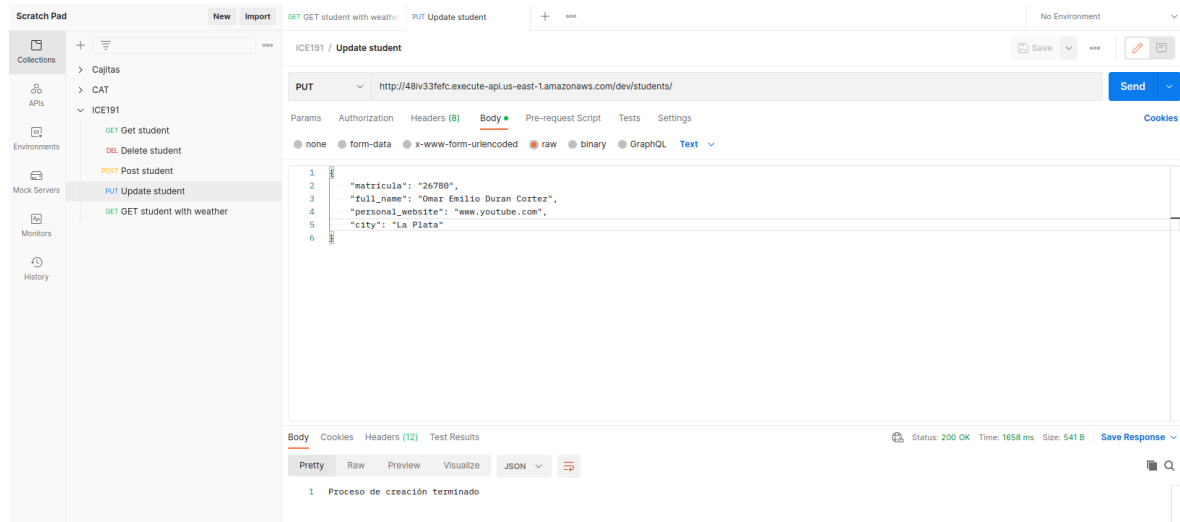 Scratch Pad
New Import
GET GET student with weathe
PUT Update student
No Environment
Collections
APIs
Environments
Mock Servers
Monitors
History
Cajitas
CAT
ICE191
GET Get student
DEL Delete student
POST Post student
PUT Update student
GET GET student with weather
ICE191 / Update student
Save
PUT http://48iv33fefc.execute-api.us-east-1.amazonaws.com/dev/students/
Send
Params Authorization Headers (8) Body Pre-request Script Tests Settings
Cookies
none form-data x-www-form-urlencoded raw binary GraphQL Text
1 {
2 "matricula": "26780",
3 "full_name": "Omar Emilio Duran Cortez",
4 "personal_website": "www.youtube.com",
5 "city": "La Plata"
6 }
Body Cookies Headers (12) Test Results
Status: 200 OK Time: 1658 ms Size: 541 B Save Response
Pretty Raw Preview Visualize JSON
1 Proceso de creación terminado